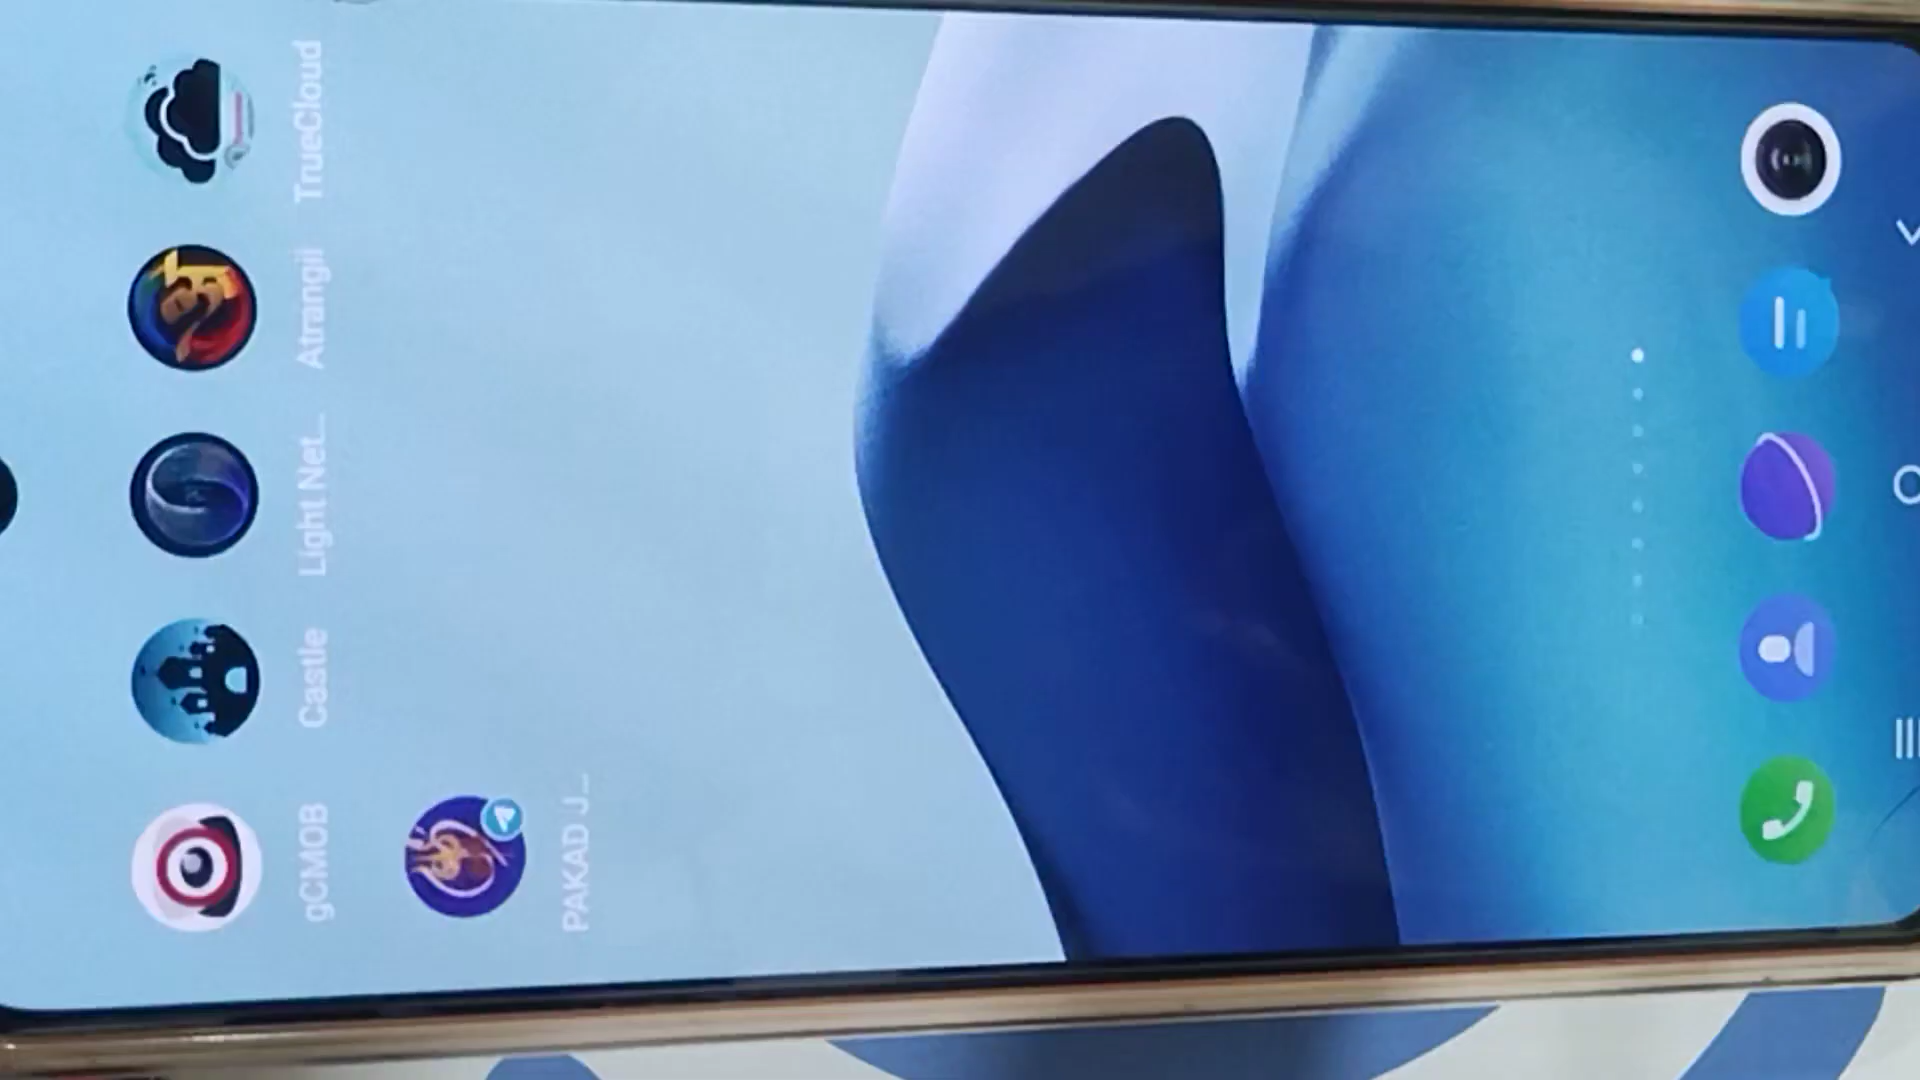 gCMOB
Castle
Light Net...
Atrangii
TrueCloud
PAKAD J...